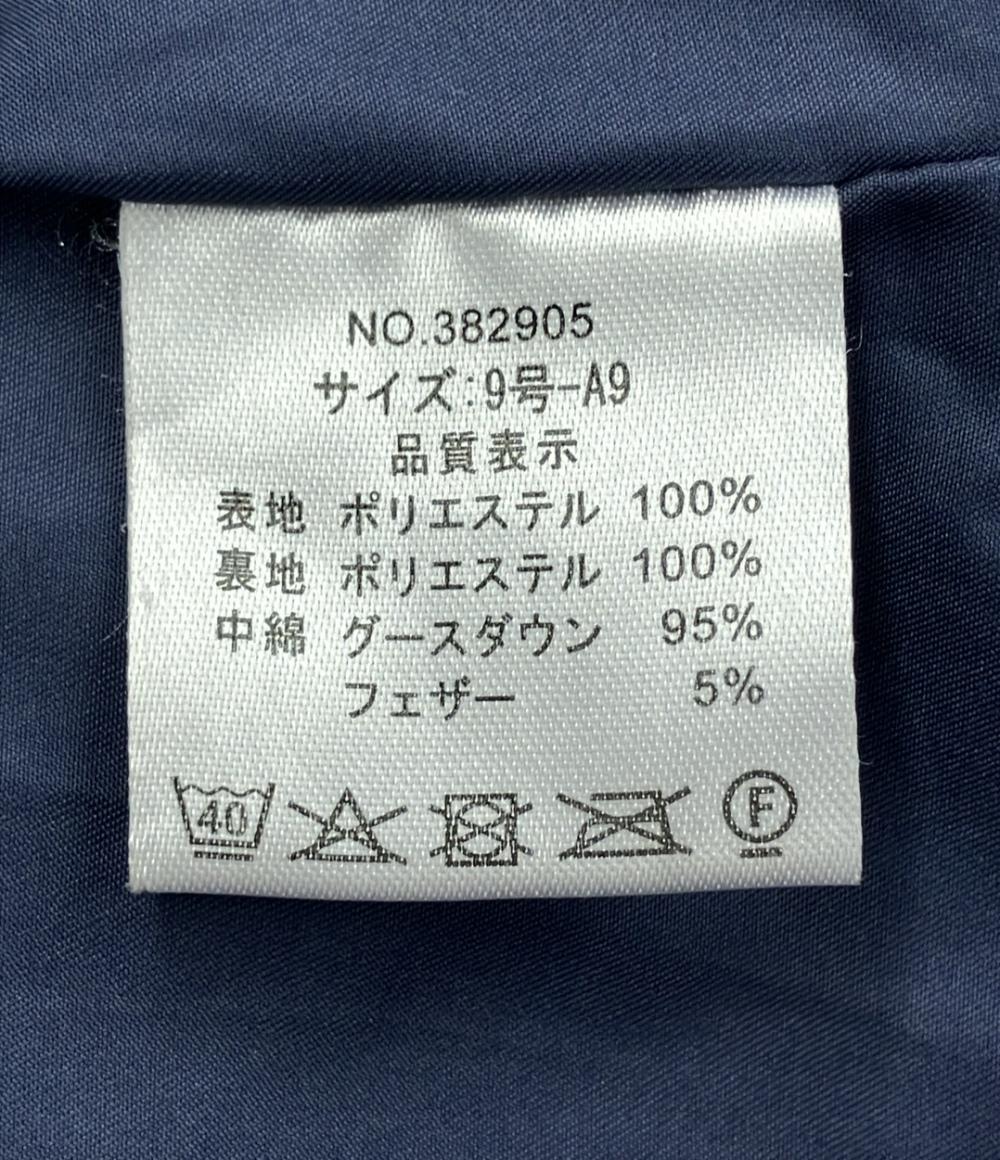 NO.382905
サイズ:9号-A9
品質表示
表地 ポリエステル 100%
裏地 ポリエステル 100%
中綿 グースダウン 95%
フェザー 5%
40 F